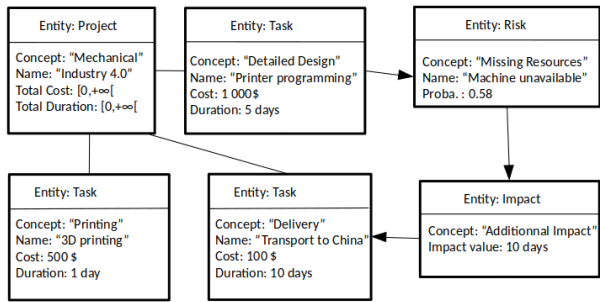 Entity: Project
Concept: “Mechanical”
Name: “Industry 4.0”
Total Cost: [0,+∞[
Total Duration: [0,+∞[
Entity: Task
Concept: “Detailed Design”
Name: “Printer programming”
Cost: 1 000$
Duration: 5 days
Entity: Risk
Concept: “Missing Resources”
Name: “Machine unavailable”
Proba. : 0.58
Entity: Task
Concept: “Printing”
Name: “3D printing”
Cost: 500 $
Duration: 1 day
Entity: Task
Concept: “Delivery”
Name: “Transport to China”
Cost: 100 $
Duration: 10 days
Entity: Impact
Concept: “Additionnal Impact”
Impact value: 10 days